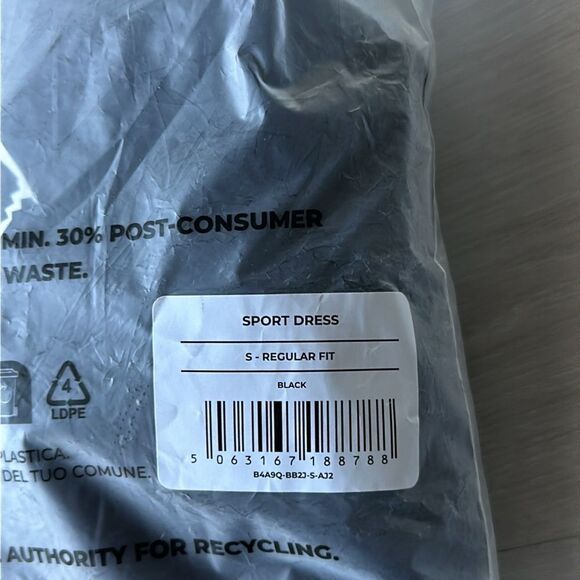 MIN. 30% POST-CONSUMER
WASTE.
SPORT DRESS
S - REGULAR FIT
BLACK
5 063167 188788
B4A9Q-BB2J-S-AJ2
4
LDPE
PLASTICA.
DEL TUO COMUNE.
AUTHORITY FOR RECYCLING.